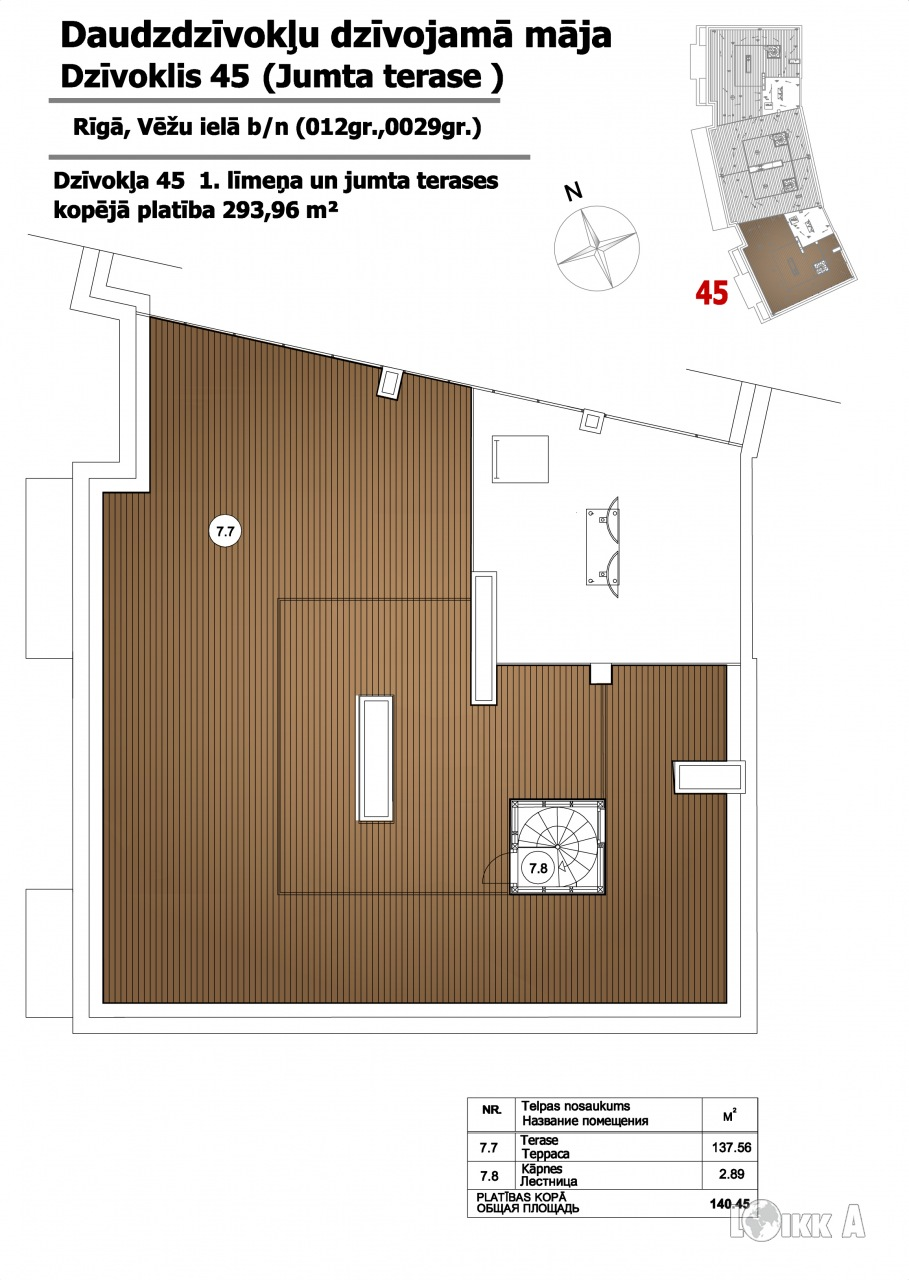 Daudzdzīvokļu dzīvojamā māja
Dzīvoklis 45 (Jumta terase )
Rīgā, Vēžu ielā b/n (012gr.,0029gr.)
Dzīvokļa 45 1. līmeņa un jumta terases
kopējā platība 293,96 m²
N
45
7.7
7.8
NR.
Telpas nosaukums
Название помещения
M²
7.7
Terase
Терраса
137.56
7.8
Kāpnes
Лестница
2.89
PLATĪBAS KOPĀ
ОБЩАЯ ПЛОЩАДЬ
140.45